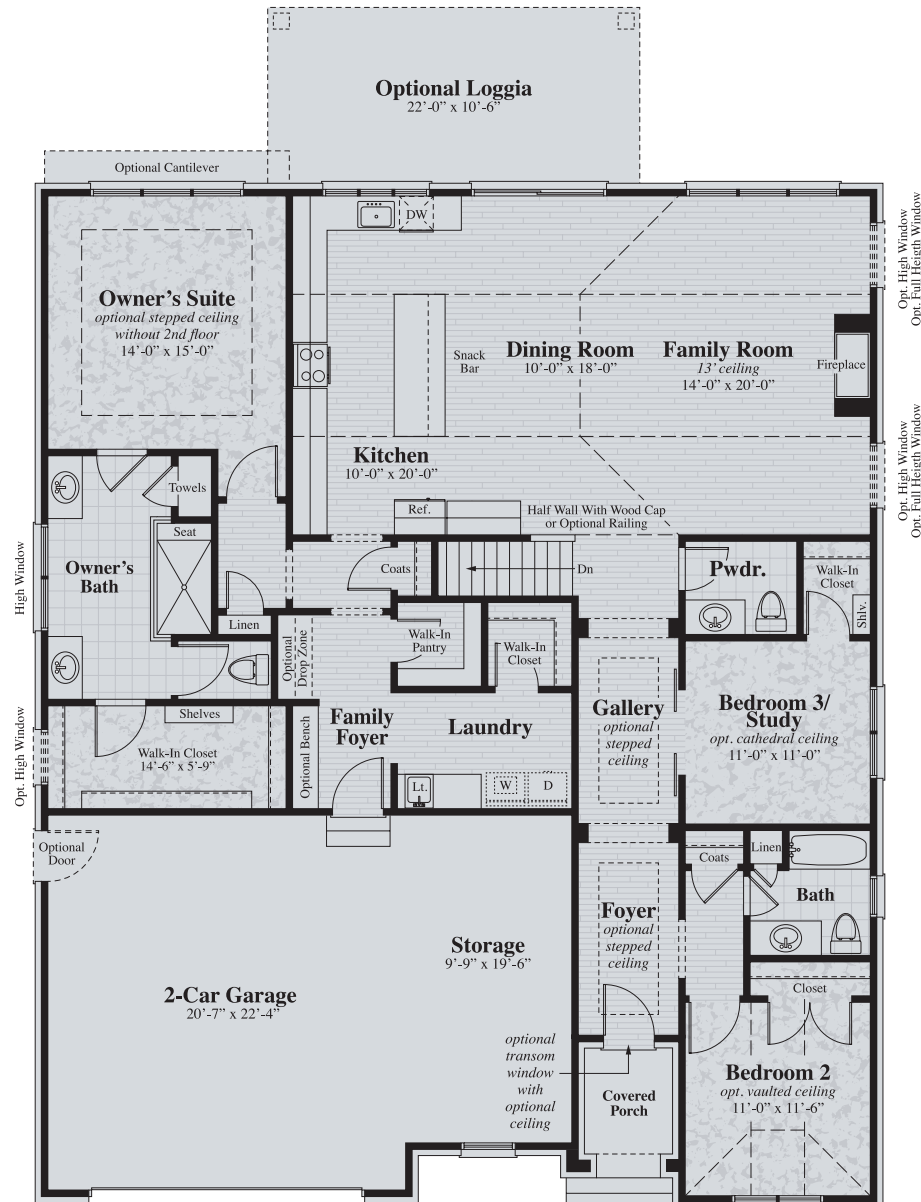 Optional Loggia
22'-0" x 10'-6"
Optional Cantilever
DW
Opt. High Window
Opt. Full Heigth Window
Owner's Suite
optional stepped ceiling
without 2nd floor
14'-0" x 15'-0"
Snack
Bar
Dining Room
10'-0" x 18'-0"
Family Room
13' ceiling
14'-0" x 20'-0"
Fireplace
Kitchen
10'-0" x 20'-0"
Opt. High Window
Opt. Full Heigth Window
Towels
Ref.
Half Wall With Wood Cap
or Optional Railing
Seat
High Window
Owner's
Bath
Coats
Dn
Pwdr.
Walk-In
Closet
Shlv.
Linen
Optional
Drop Zone
Walk-In
Pantry
Walk-In
Closet
Shelves
Opt. High Window
Walk-In Closet
14'-6" x 5'-9"
Optional Bench
Family
Foyer
Laundry
Gallery
optional
stepped
ceiling
Bedroom 3/
Study
opt. cathedral ceiling
11'-0" x 11'-0"
Lt.
W
D
Optional
Door
Coats
Linen
Bath
Foyer
optional
stepped
ceiling
Storage
9'-9" x 19'-6"
2-Car Garage
20'-7" x 22'-4"
Closet
optional
transom
window
with
optional
ceiling
Covered
Porch
Bedroom 2
opt. vaulted ceiling
11'-0" x 11'-6"